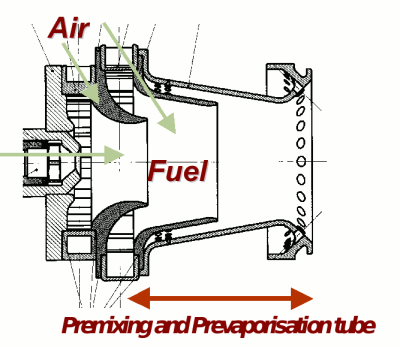 Air
Fuel
Premixing and Prevaporisation tube